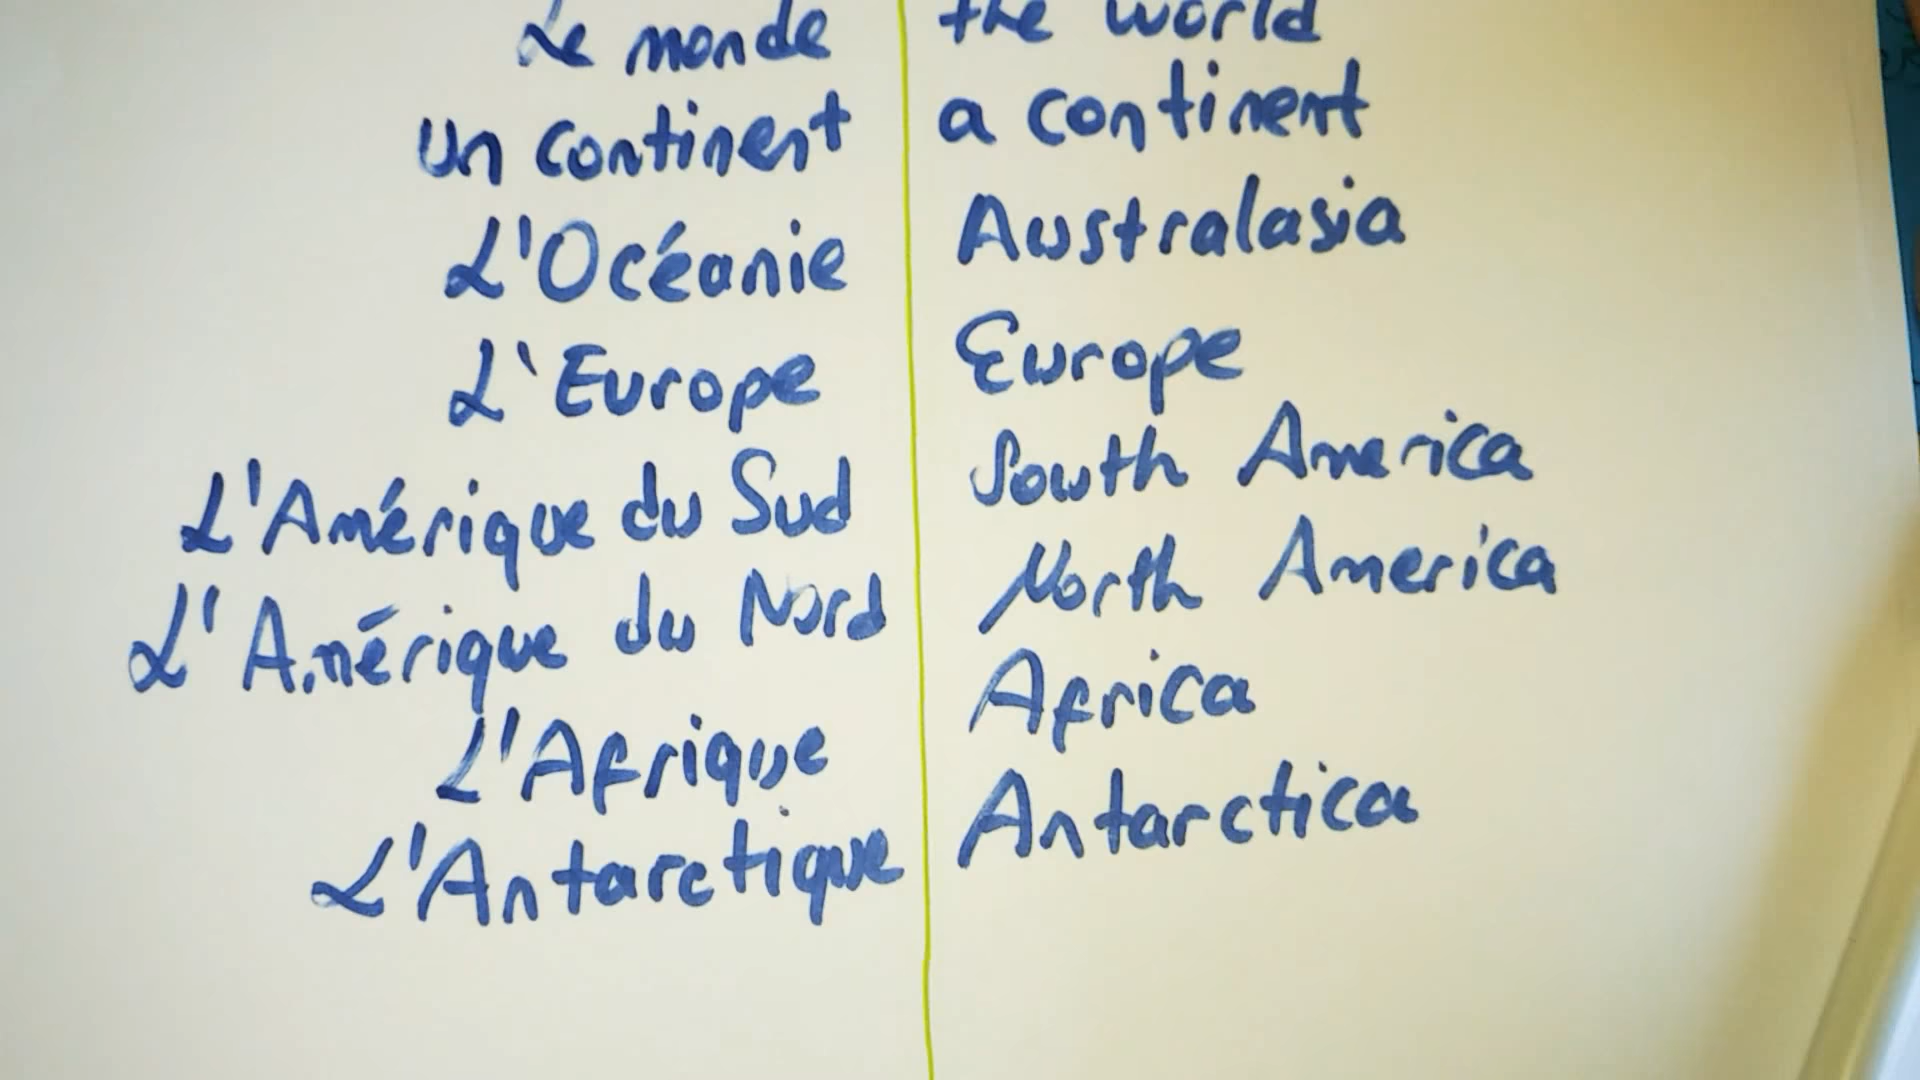 Le monde the world
un continent a continent
L'Océanie Australasia
L'Europe Europe
L'Amérique du Sud South America
L'Amérique du Nord North America
L'Afrique Africa
L'Antarctique Antarctica